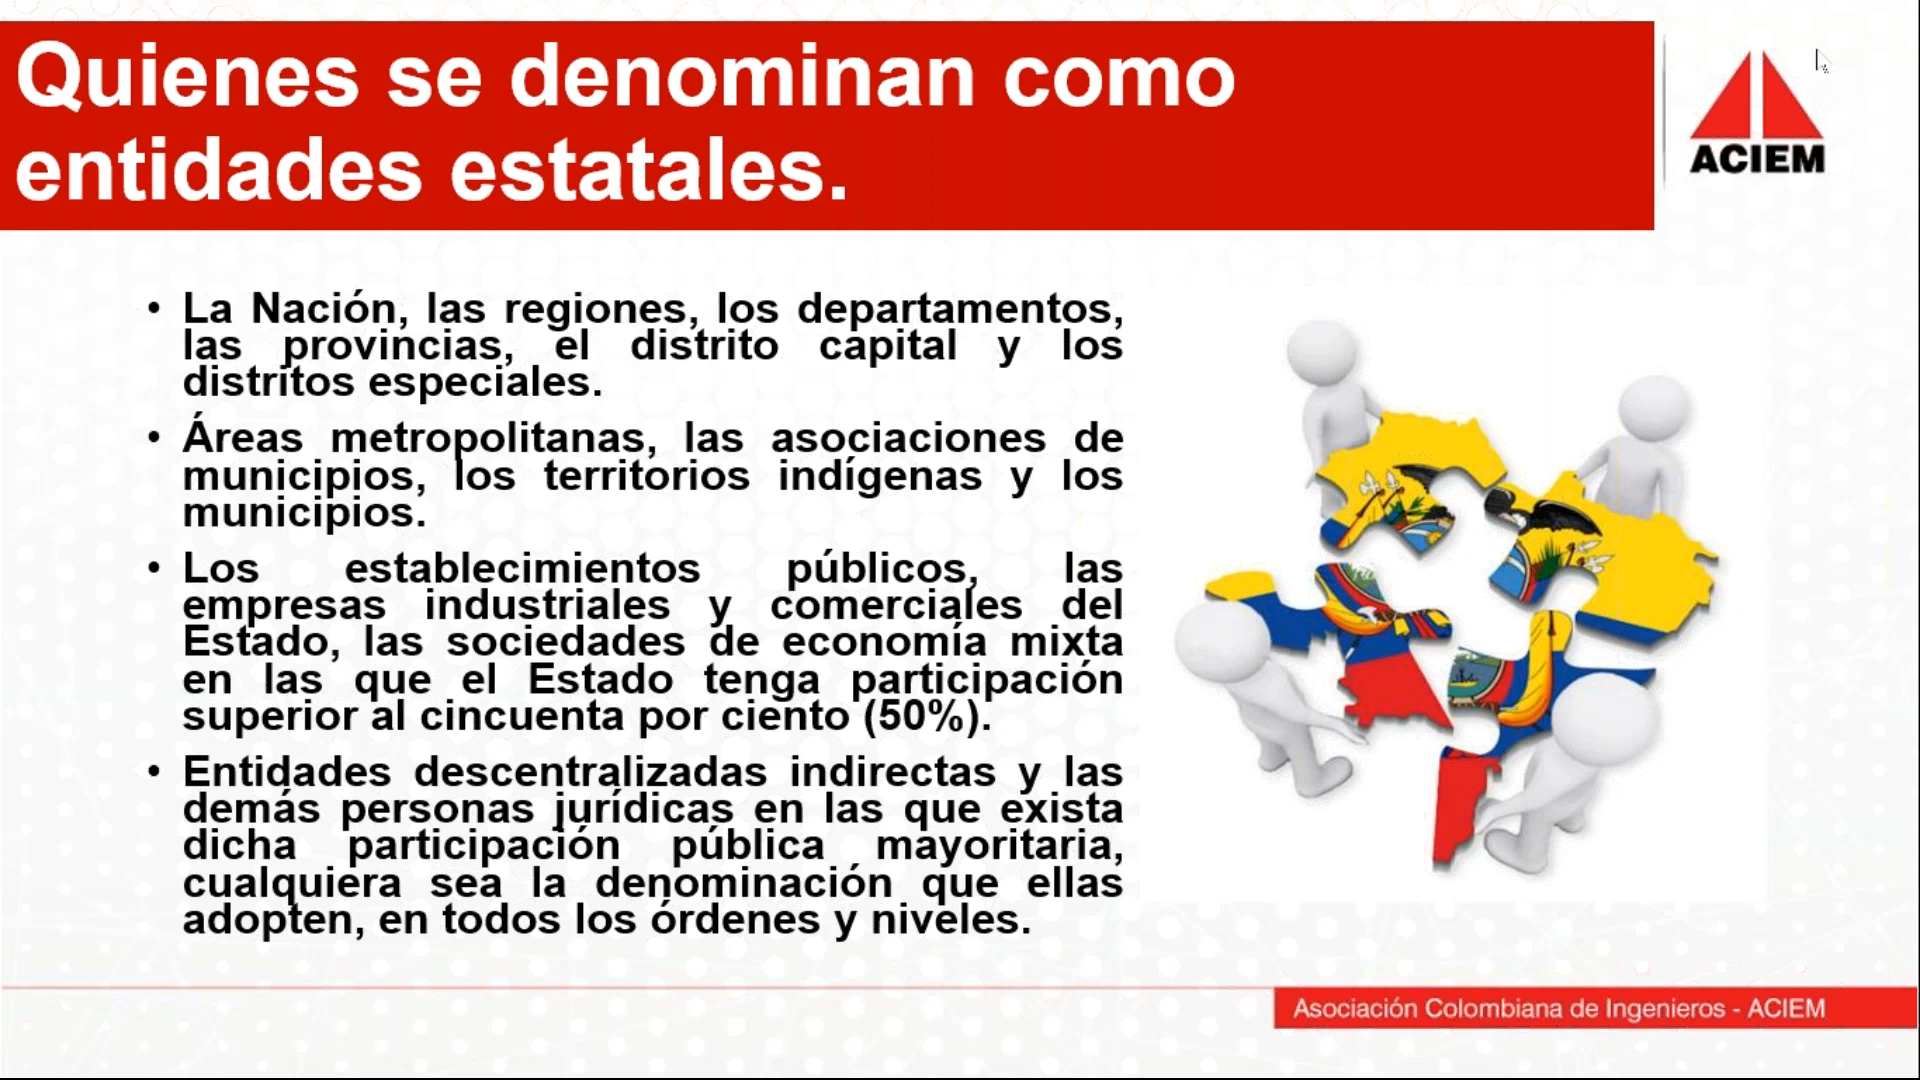 Quienes se denominan como
entidades estatales.
ACIEM
• La Nación, las regiones, los departamentos,
las provincias, el distrito capital y los
distritos especiales.
• Áreas metropolitanas, las asociaciones de
municipios, los territorios indígenas y los
municipios.
• Los establecimientos públicos, las
empresas industriales y comerciales del
Estado, las sociedades de economía mixta
en las que el Estado tenga participación
superior al cincuenta por ciento (50%).
• Entidades descentralizadas indirectas y las
demás personas jurídicas en las que exista
dicha participación pública mayoritaria,
cualquiera sea la denominación que ellas
adopten, en todos los órdenes y niveles.
Asociación Colombiana de Ingenieros - ACIEM